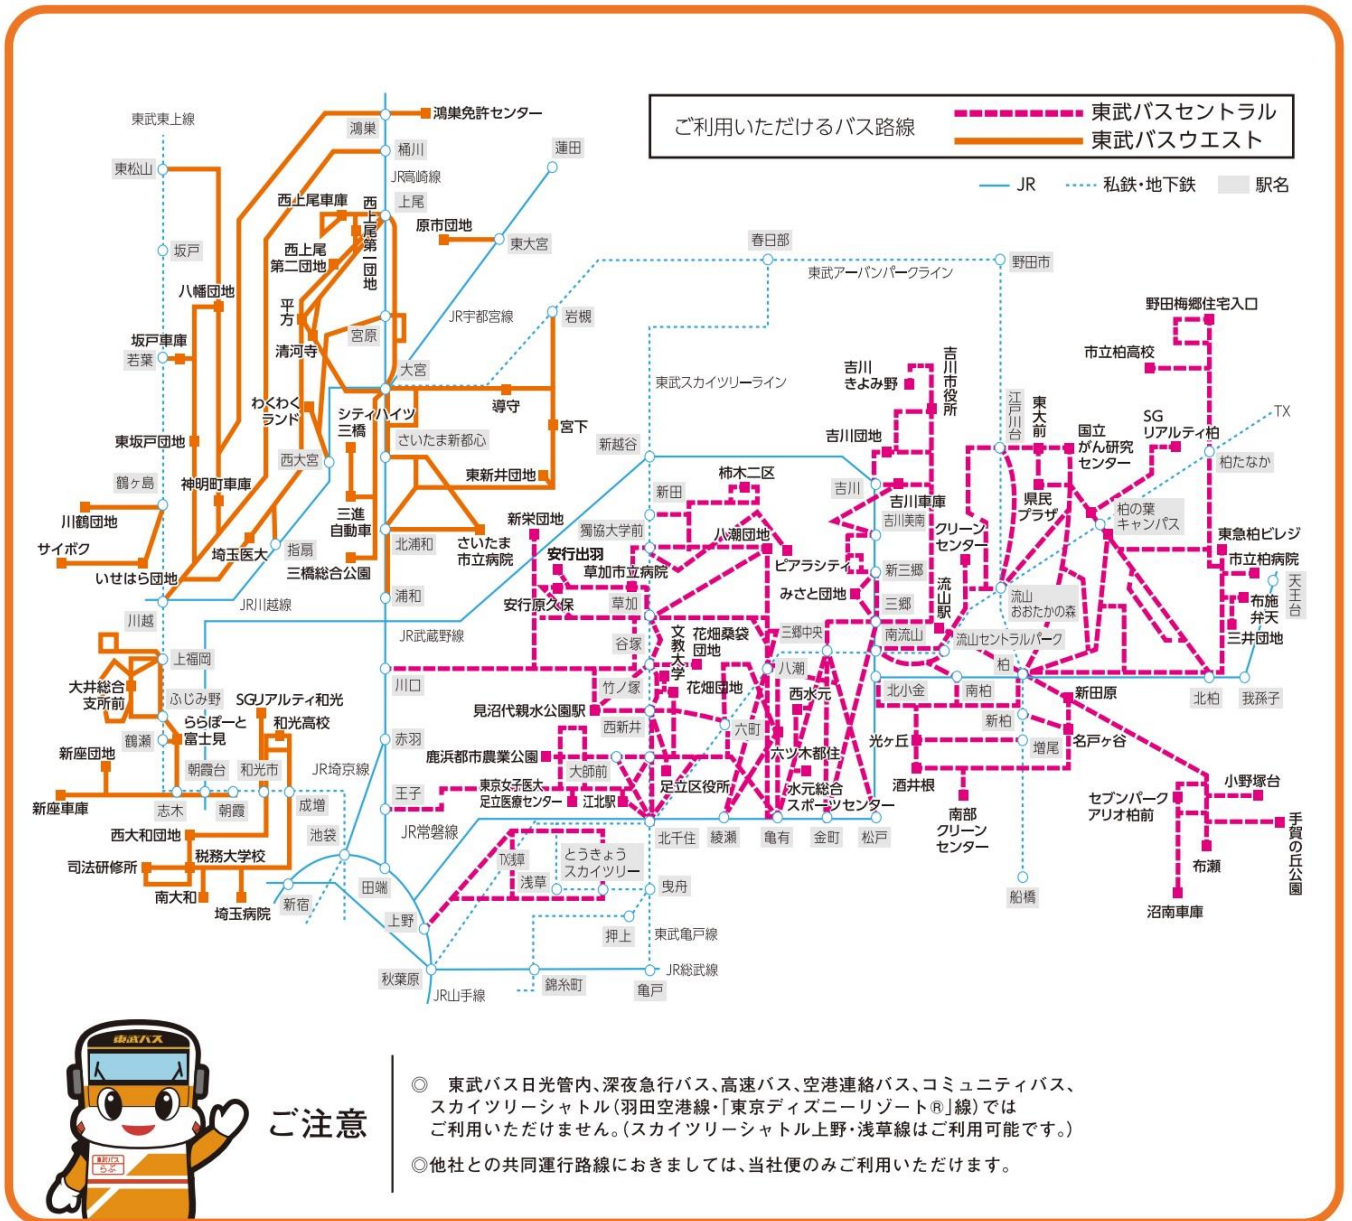 ご利用いただけるバス路線
東武バスセントラル
東武バスウエスト
JR
私鉄・地下鉄
駅名
東武東上線
鴻巣
鴻巣免許センター
桶川
蓮田
東松山
JR高崎線
西上尾車庫
上尾
西上尾第一団地
原市団地
東大宮
坂戸
西上尾
第二団地
春日部
東武アーバンパークライン
野田市
八幡団地
平方
JR宇都宮線
岩槻
野田梅郷住宅入口
坂戸車庫
若葉
清河寺
宮原
大宮
東武スカイツリーライン
吉川
きよみ野
吉川市役所
市立柏高校
わくわく
ランド
シティハイツ
三橋
導守
宮下
江戸川台
東大前
国立
がん研究
センター
SG
リアルティ柏
TX
東坂戸団地
西大宮
さいたま新都心
新越谷
吉川団地
柏たなか
鶴ヶ島
神明町車庫
東新井団地
新田
柿木二区
吉川
吉川車庫
県民
プラザ
柏の葉
キャンパス
川鶴団地
三進
自動車
新栄団地
獨協大学前
八潮団地
吉川美南
クリーン
センター
東急柏ビレジ
サイボク
いせはら団地
埼玉医大
指扇
三橋総合公園
北浦和
さいたま
市立病院
安行出羽
草加市立病院
ピアラシティ
新三郷
市立柏病院
天王台
JR川越線
浦和
安行原久保
草加
みさと団地
三郷
流山駅
流山
おおたかの森
布施
弁天
川越
JR武蔵野線
谷塚
文教大学
花畑桑袋
団地
三郷中央
南流山
流山セントラルパーク
三井団地
上福岡
大井総合
支所前
ふじみ野
川口
竹ノ塚
花畑団地
八潮
西水元
北小金
南柏
柏
新田原
北柏
我孫子
SGリアルティ和光
和光高校
ららぽーと
富士見
見沼代親水公園駅
西新井
六町
新柏
鶴瀬
赤羽
光ヶ丘
増尾
名戸ヶ谷
新座団地
朝霞台
和光市
JR埼京線
鹿浜都市農業公園
大師前
六ツ木都住
酒井根
小野塚台
新座車庫
志木
朝霞
成増
王子
東京女子医大
足立医療センター
江北駅
足立区役所
水元総合
スポーツセンター
南部
クリーン
センター
セブンパーク
アリオ柏前
手賀の丘公園
西大和団地
池袋
JR常磐線
北千住
綾瀬
亀有
金町
松戸
布瀬
司法研修所
税務大学校
TX浅草
浅草
とうきょう
スカイツリー
曳舟
南大和
埼玉病院
新宿
田端
上野
押上
東武亀戸線
船橋
沼南車庫
秋葉原
JR山手線
錦糸町
亀戸
JR総武線
東武バス
東武バス
らぶ
ご注意
◎ 東武バス日光管内、深夜急行バス、高速バス、空港連絡バス、コミュニティバス、
スカイツリーシャトル(羽田空港線・「東京ディズニーリゾート®」線)では
ご利用いただけません。(スカイツリーシャトル上野・浅草線はご利用可能です。)
◎他社との共同運行路線におきましては、当社便のみご利用いただけます。